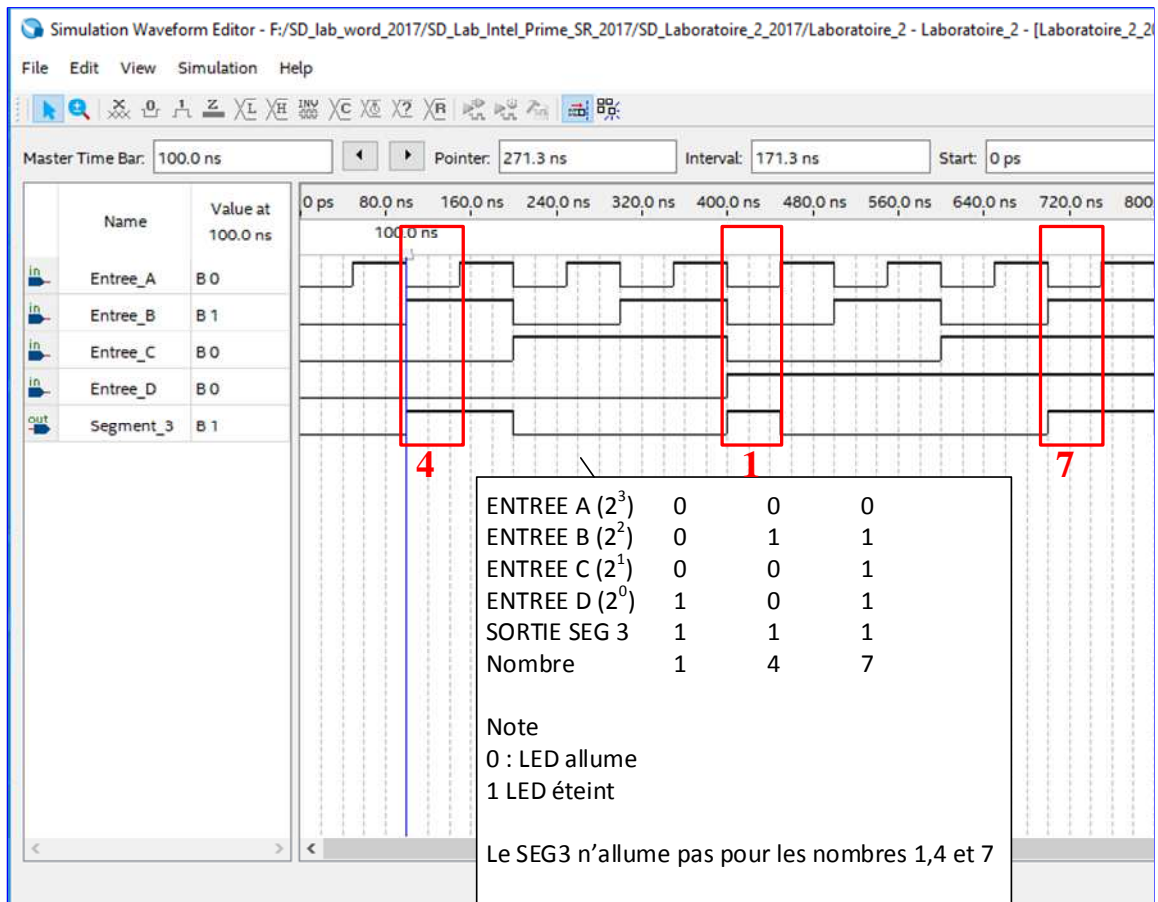 Simulation Waveform Editor - F:/SD_lab_word_2017/SD_Lab_Intel_Prime_SR_2017/SD_Laboratoire_2_2017/Laboratoire_2 - Laboratoire_2 - [Laboratoire_2_20
File Edit View Simulation Help
Master Time Bar: 100.0 ns Pointer: 271.3 ns Interval: 171.3 ns Start: 0 ps
Name Value at 100.0 ns
0 ps 80.0 ns 160.0 ns 240.0 ns 320.0 ns 400.0 ns 480.0 ns 560.0 ns 640.0 ns 720.0 ns 800
100.0 ns
in Entree_A B 0
in Entree_B B 1
in Entree_C B 0
in Entree_D B 0
out Segment_3 B 1
4 1 7
ENTREE A (2³) 0 0 0
ENTREE B (2²) 0 1 1
ENTREE C (2¹) 0 0 1
ENTREE D (2⁰) 1 0 1
SORTIE SEG 3 1 1 1
Nombre 1 4 7
Note
0 : LED allume
1 LED éteint
Le SEG3 n’allume pas pour les nombres 1,4 et 7